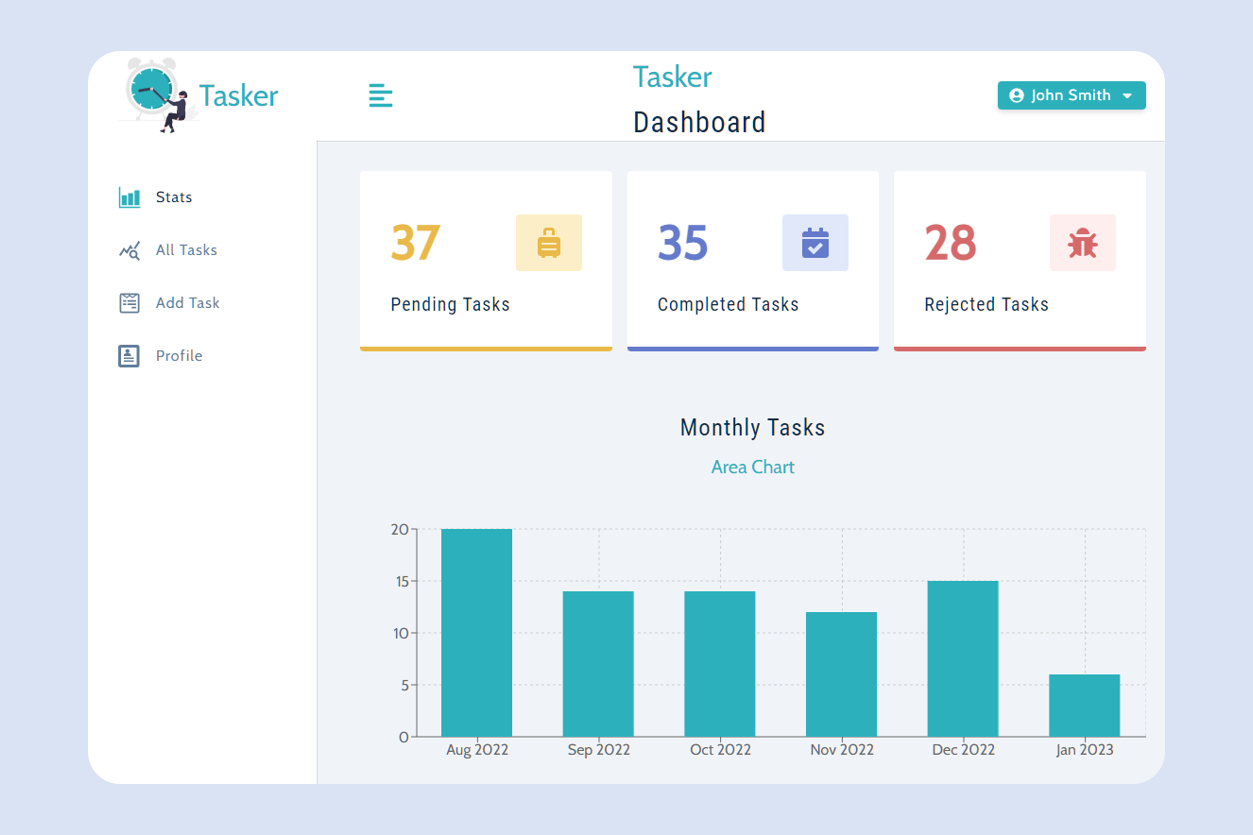 Tasker
Tasker
Dashboard
John Smith
Stats
All Tasks
Add Task
Profile
37
Pending Tasks
35
Completed Tasks
28
Rejected Tasks
Monthly Tasks
Area Chart
20
15
10
5
0
Aug 2022 Sep 2022 Oct 2022 Nov 2022 Dec 2022 Jan 2023